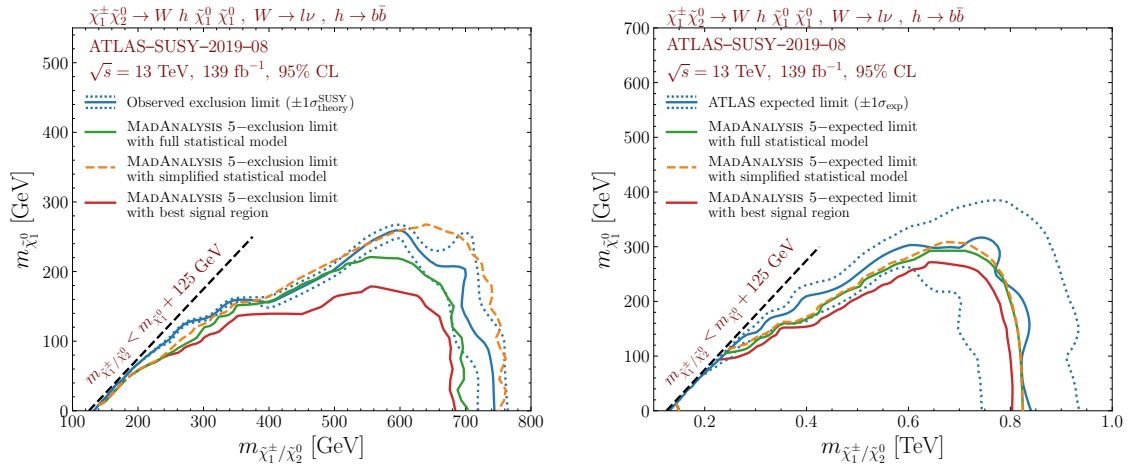 χ̃₁^±χ̃₂⁰ → W h χ̃₁⁰ χ̃₁⁰ , W → lν , h → bb̄
ATLAS–SUSY–2019–08
√s = 13 TeV, 139 fb⁻¹, 95% CL
Observed exclusion limit (±1σ_theory^SUSY)
MADANALYSIS 5−exclusion limit
with full statistical model
MADANALYSIS 5−exclusion limit
with simplified statistical model
MADANALYSIS 5−exclusion limit
with best signal region
m_χ̃₁^±/χ̃₂⁰ < m_χ̃₁⁰ + 125 GeV
m_χ̃₁⁰ [GeV]
500
400
300
200
100
0
100 200 300 400 500 600 700 800
m_χ̃₁^±/χ̃₂⁰ [GeV]
χ̃₁^±χ̃₂⁰ → W h χ̃₁⁰ χ̃₁⁰ , W → lν , h → bb̄
ATLAS–SUSY–2019–08
√s = 13 TeV, 139 fb⁻¹, 95% CL
ATLAS expected limit (±1σ_exp)
MADANALYSIS 5−expected limit
with full statistical model
MADANALYSIS 5−expected limit
with simplified statistical model
MADANALYSIS 5−expected limit
with best signal region
m_χ̃₁^±/χ̃₂⁰ < m_χ̃₁⁰ + 125 GeV
m_χ̃₁⁰ [GeV]
700
600
500
400
300
200
100
0
0.2 0.4 0.6 0.8 1.0
m_χ̃₁^±/χ̃₂⁰ [TeV]